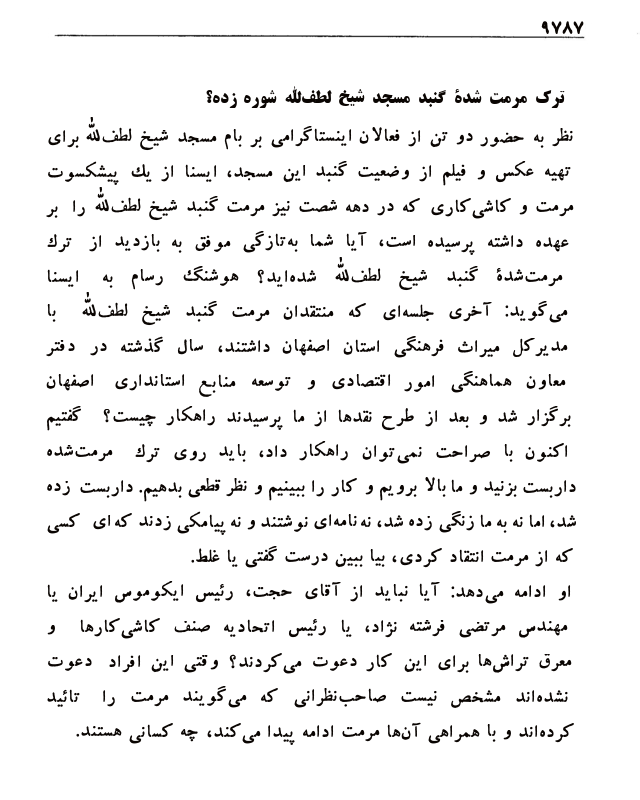 ۹۷۸۷
ترک مرمت شدهٔ گنبد مسجد شیخ لطف‌الله شوره زده؟
نظر به حضور دو تن از فعالان اینستاگرامی بر بام مسجد شیخ لطف‌الله برای
تهیه عکس و فیلم از وضعیت گنبد این مسجد، ایسنا از یك پیشکسوت
مرمت و کاشی‌کاری که در دهه شصت نیز مرمت گنبد شیخ لطف‌الله را بر
عهده داشته پرسیده است، آیا شما به‌تازگی موفق به بازدید از ترك
مرمت‌شدهٔ گنبد شیخ لطف‌الله شده‌اید؟ هوشنگ رسام به ایسنا
می‌گوید: آخری جلسه‌ای که منتقدان مرمت گنبد شیخ لطف‌الله با
مدیرکل میراث فرهنگی استان اصفهان داشتند، سال گذشته در دفتر
معاون هماهنگی امور اقتصادی و توسعه منابع استانداری اصفهان
برگزار شد و بعد از طرح نقدها از ما پرسیدند راهکار چیست؟ گفتیم
اکنون با صراحت نمی‌توان راهکار داد، باید روی ترك مرمت‌شده
داربست بزنید و ما بالا برویم و کار را ببینیم و نظر قطعی بدهیم. داربست زده
شد، اما نه به ما زنگی زده شد، نه نامه‌ای نوشتند و نه پیامکی زدند که ای کسی
که از مرمت انتقاد کردی، بیا ببین درست گفتی یا غلط.
او ادامه می‌دهد: آیا نباید از آقای حجت، رئیس ایکوموس ایران یا
مهندس مرتضی فرشته نژاد، یا رئیس اتحادیه صنف کاشی‌کارها و
معرق تراش‌ها برای این کار دعوت می‌کردند؟ وقتی این افراد دعوت
نشده‌اند مشخص نیست صاحب‌نظرانی که می‌گویند مرمت را تائید
کرده‌اند و با همراهی آن‌ها مرمت ادامه پیدا می‌کند، چه کسانی هستند.